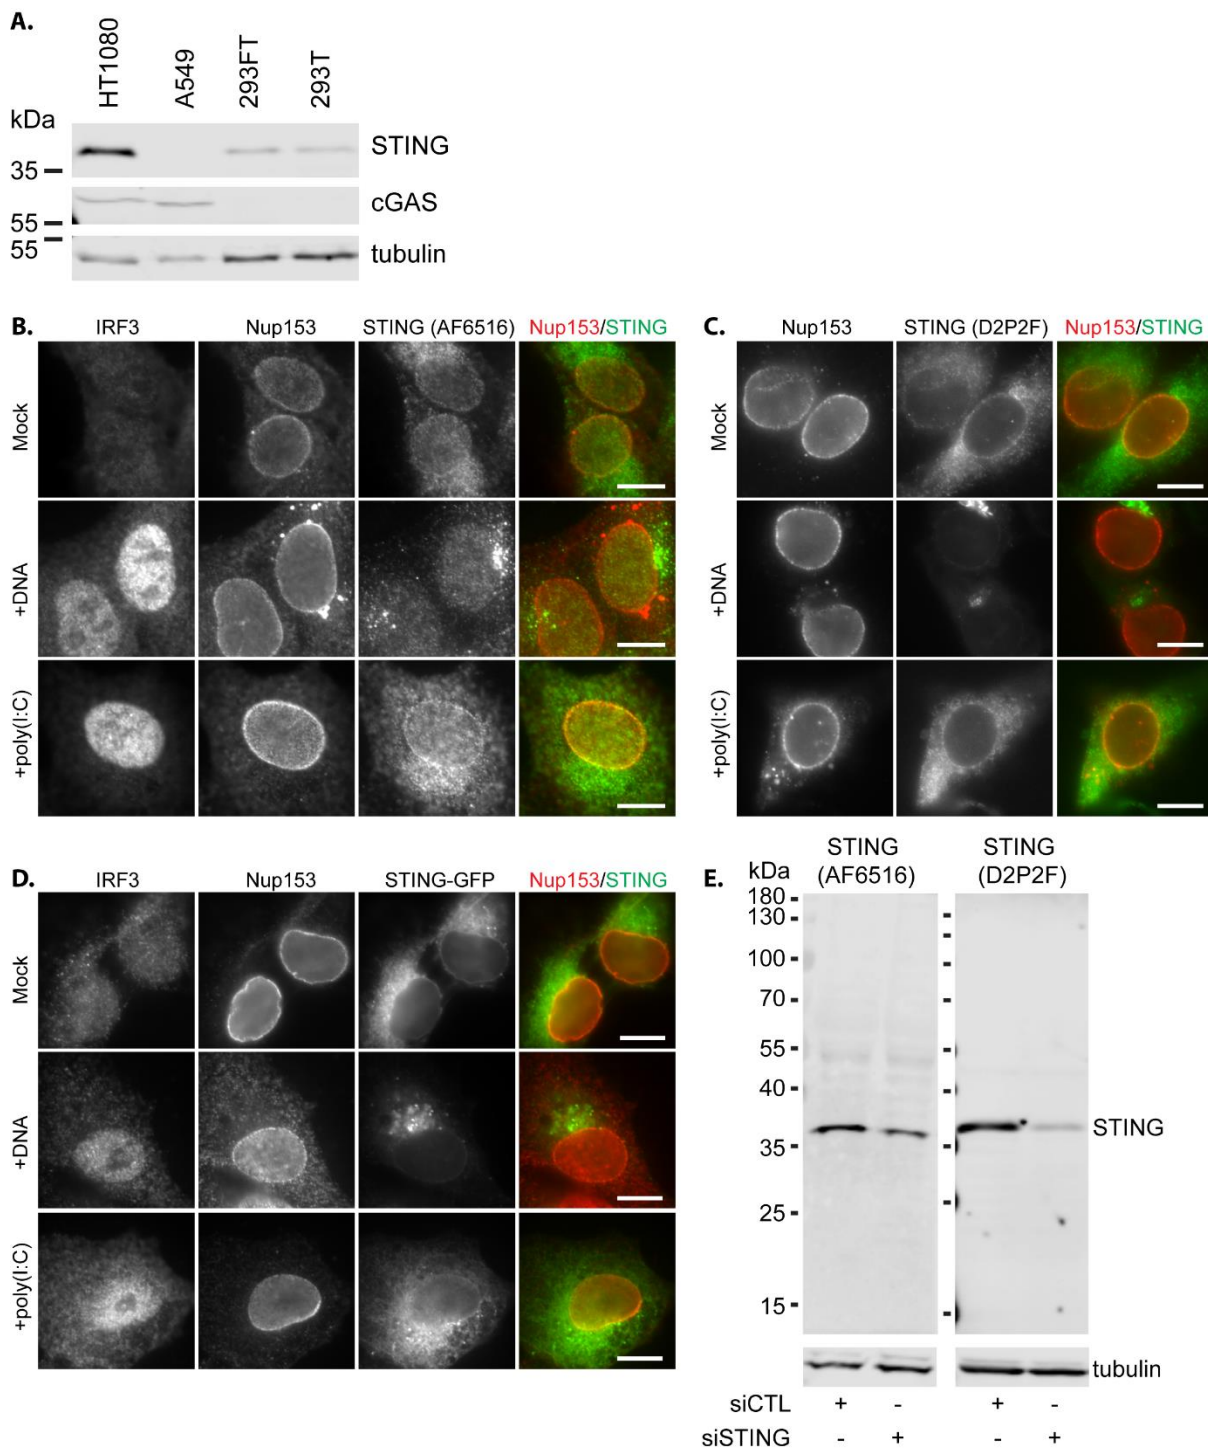 A.
HT1080
A549
293FT
293T
kDa
STING
35
cGAS
55
55
tubulin
B.
IRF3
Nup153
STING (AF6516)
Nup153/STING
Mock
+DNA
+poly(I:C)
C.
Nup153
STING (D2P2F)
Nup153/STING
Mock
+DNA
+poly(I:C)
D.
IRF3
Nup153
STING-GFP
Nup153/STING
Mock
+DNA
+poly(I:C)
E.
kDa
STING
(AF6516)
STING
(D2P2F)
180
130
100
70
55
40
35
25
15
STING
tubulin
siCTL + - + -
siSTING - + - +